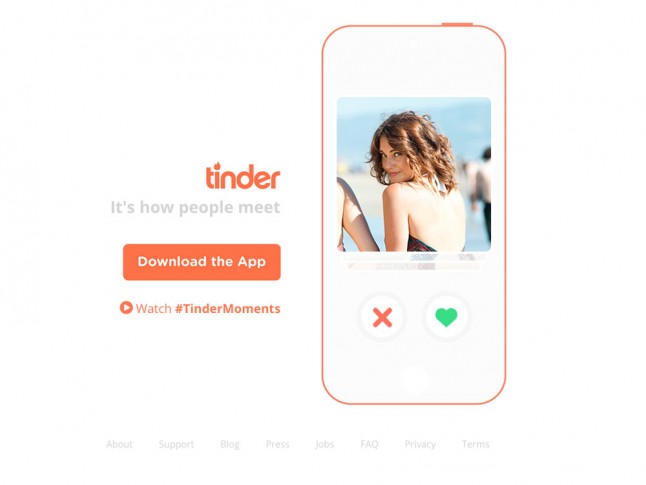 tinder
It's how people meet
Download the App
Watch #TinderMoments
About Support Blog Press Jobs FAQ Privacy Terms